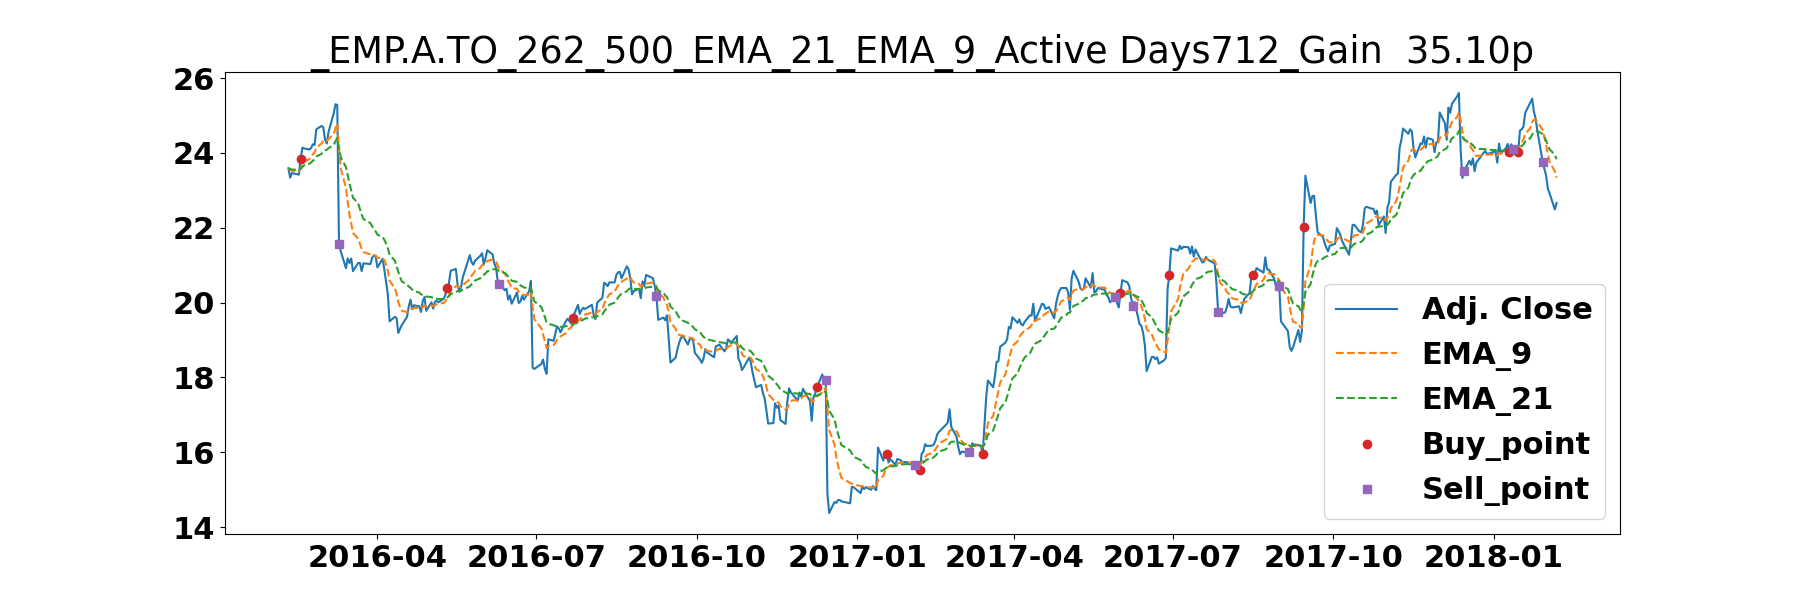 _EMP.A.TO_262_500_EMA_21_EMA_9_Active Days712_Gain  35.10p
26
24
22
20
18
16
14
Adj. Close
EMA_9
EMA_21
Buy_point
Sell_point
2016-04 2016-07 2016-10 2017-01 2017-04 2017-07 2017-10 2018-01